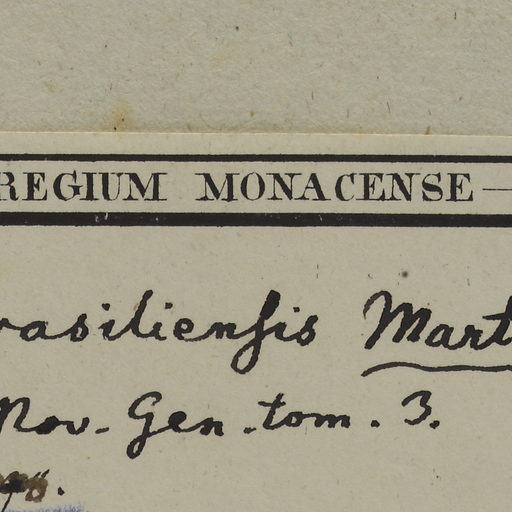 REGIUM MONACENSE —
rasiliensis Mart
Nov. Gen. tom. 3.